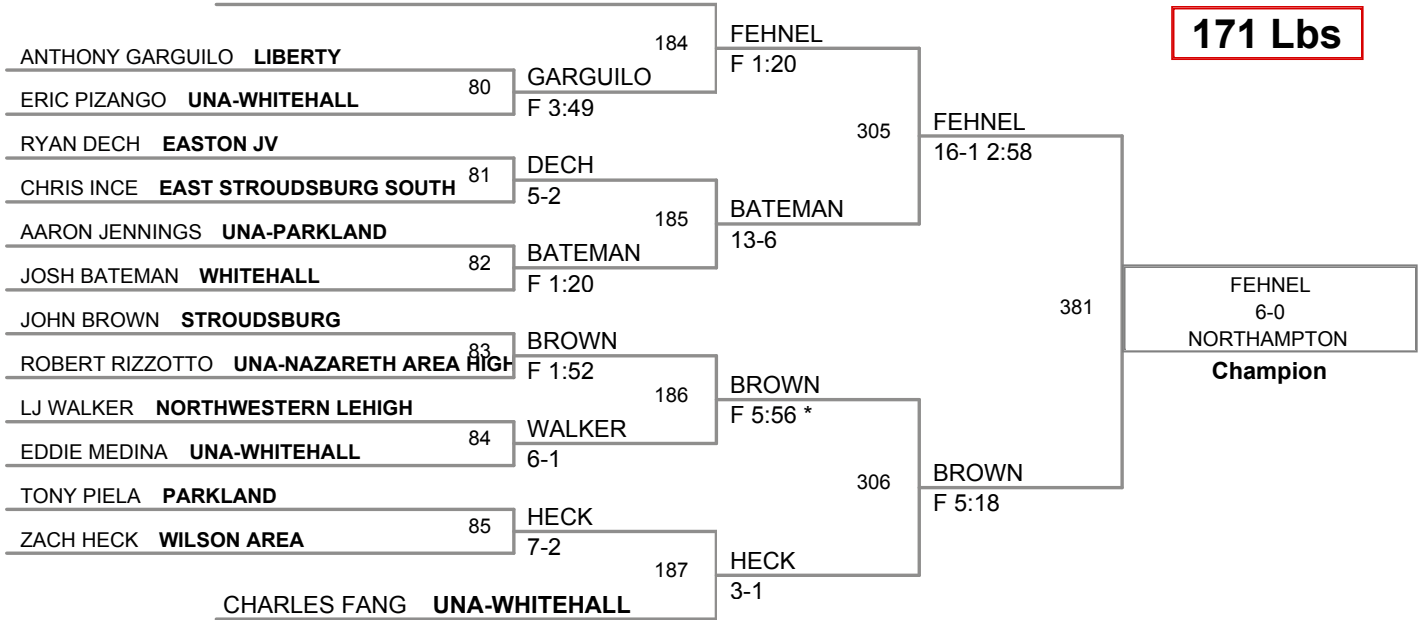 171 Lbs
184
FEHNEL
F 1:20
ANTHONY GARGUILO LIBERTY
80
GARGUILO
F 3:49
ERIC PIZANGO UNA-WHITEHALL
305
FEHNEL
16-1 2:58
RYAN DECH EASTON JV
81
DECH
5-2
CHRIS INCE EAST STROUDSBURG SOUTH
185
BATEMAN
13-6
AARON JENNINGS UNA-PARKLAND
82
BATEMAN
F 1:20
JOSH BATEMAN WHITEHALL
381
FEHNEL
6-0
NORTHAMPTON
Champion
JOHN BROWN STROUDSBURG
83
BROWN
F 1:52
ROBERT RIZZOTTO UNA-NAZARETH AREA HIGH
186
BROWN
F 5:56 *
LJ WALKER NORTHWESTERN LEHIGH
84
WALKER
6-1
EDDIE MEDINA UNA-WHITEHALL
306
BROWN
F 5:18
TONY PIELA PARKLAND
85
HECK
7-2
ZACH HECK WILSON AREA
187
HECK
3-1
CHARLES FANG UNA-WHITEHALL